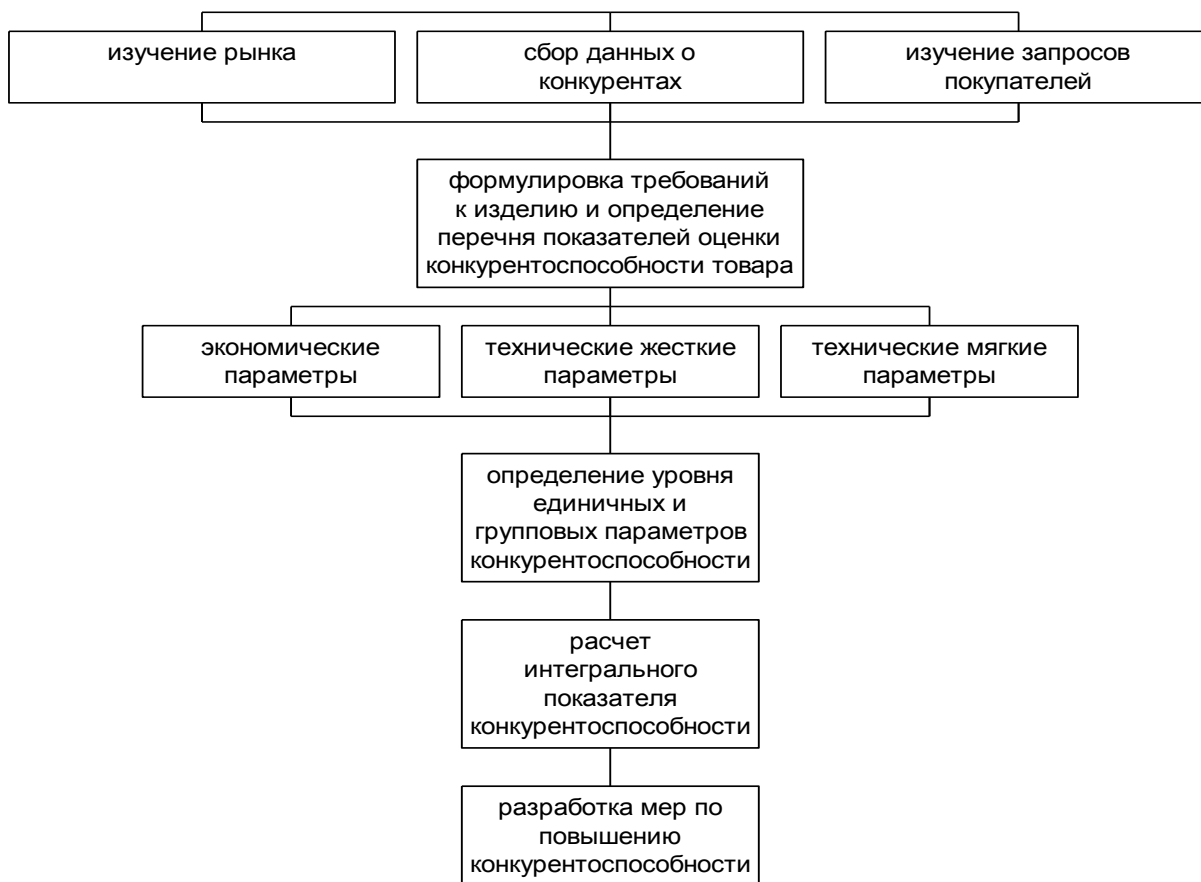 изучение рынка
сбор данных о
конкурентах
изучение запросов
покупателей
формулировка требований
к изделию и определение
перечня показателей оценки
конкурентоспособности товара
экономические
параметры
технические жесткие
параметры
технические мягкие
параметры
определение уровня
единичных и
групповых параметров
конкурентоспособности
расчет
интегрального
показателя
конкурентоспособности
разработка мер по
повышению
конкурентоспособности